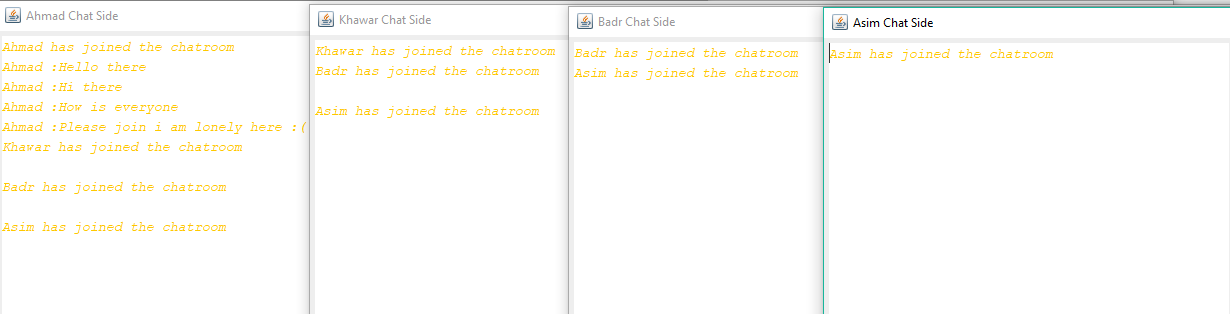 Ahmad Chat Side
Ahmad has joined the chatroom
Ahmad :Hello there
Ahmad :Hi there
Ahmad :How is everyone
Ahmad :Please join i am lonely here :(
Khawar has joined the chatroom
Badr has joined the chatroom
Asim has joined the chatroom
Khawar Chat Side
Khawar has joined the chatroom
Badr has joined the chatroom
Asim has joined the chatroom
Badr Chat Side
Badr has joined the chatroom
Asim has joined the chatroom
Asim Chat Side
Asim has joined the chatroom